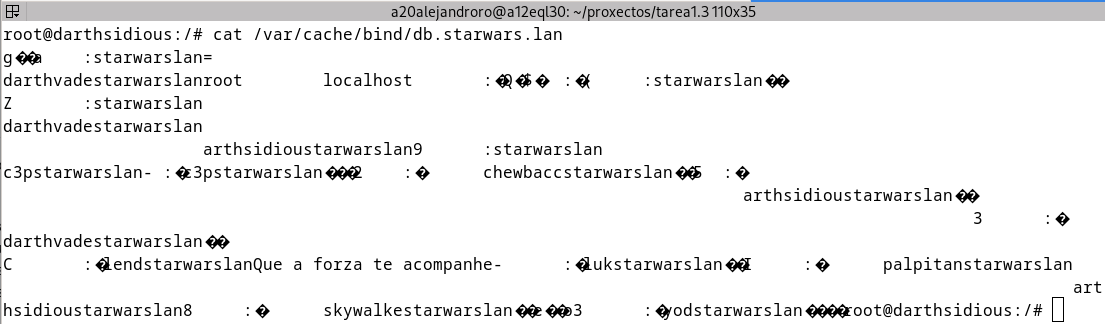 a20alejandroro@a12eql30: ~/proxectos/tarea1.3 110x35
root@darthsidious:/# cat /var/cache/bind/db.starwars.lan
g��a :starwarslan=
darthvadestarwarslanroot localhost :�Q�$� :�( :starwarslan��
Z :starwarslan
darthvadestarwarslan
arthsidioustarwarslan9 :starwarslan
c3pstarwarslan- :�c3pstarwarslan���2 :� chewbaccstarwarslan��5 :�
arthsidioustarwarslan��
3 :�
darthvadestarwarslan��
C :�lendstarwarslanQue a forza te acompanhe- :�lukstarwarslan��I :� palpitanstarwarslan
art
hsidioustarwarslan8 :� skywalkestarwarslan��e��o3 :�yodstarwarslan����root@darthsidious:/#